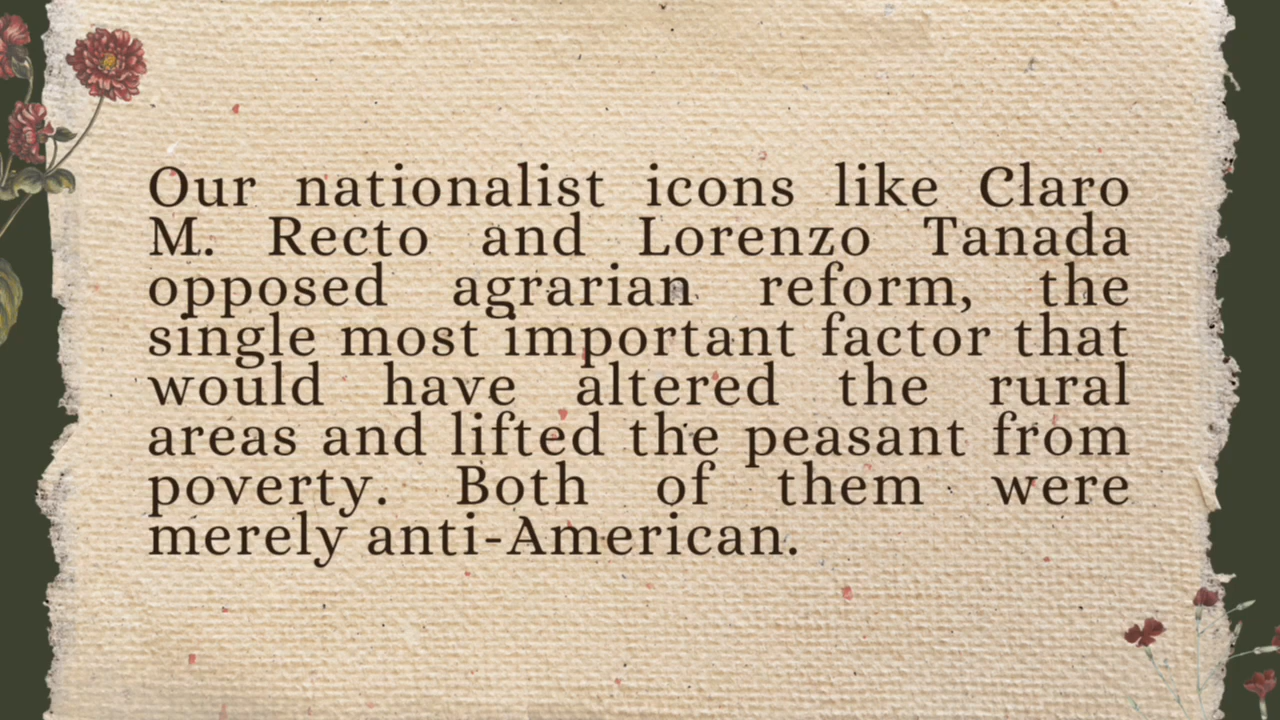 Our nationalist icons like Claro
M. Recto and Lorenzo Tanada
opposed agrarian reform, the
single most important factor that
would have altered the rural
areas and lifted the peasant from
poverty. Both of them were
merely anti-American.